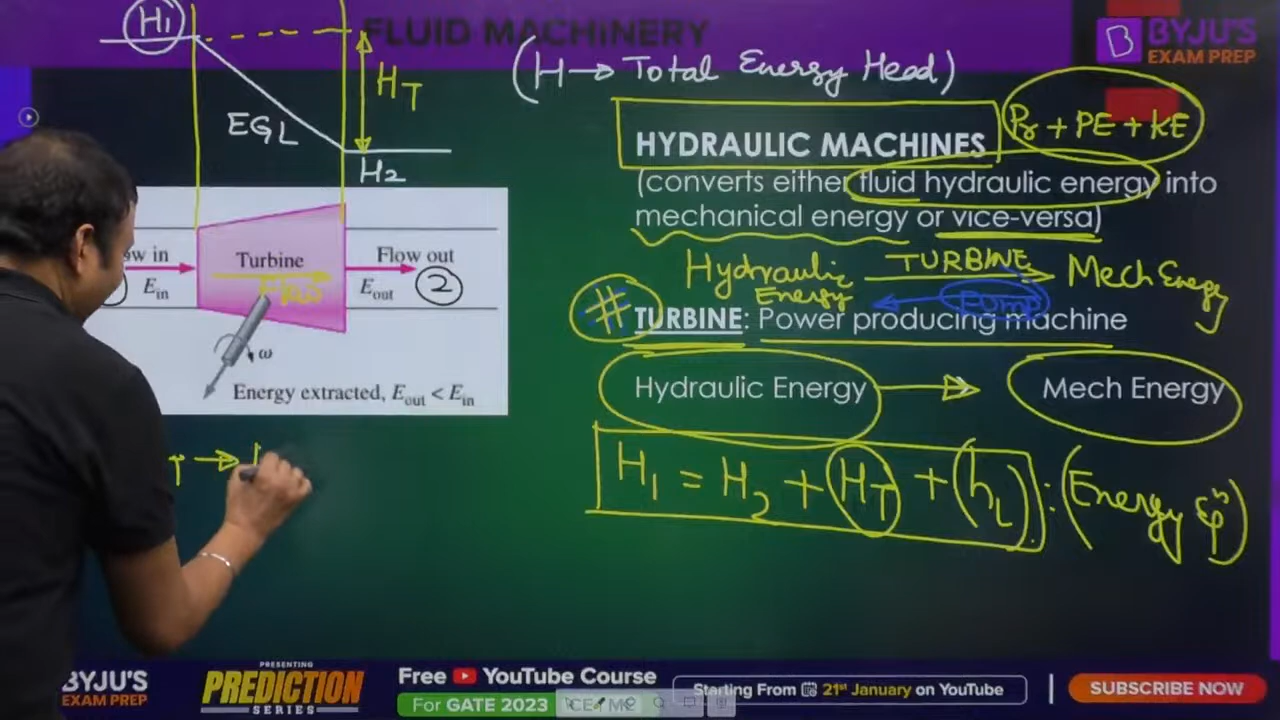 FLUID MACHINERY
BYJU'S
EXAM PREP
H1
HT
EGL
H2
(H → Total Energy Head)
HYDRAULIC MACHINES
Pr + PE + KE
(converts either fluid hydraulic energy into
mechanical energy or vice-versa)
Hydraulic Energy
TURBINE
Mech Energy
PUMP
# TURBINE: Power producing machine
Hydraulic Energy → Mech Energy
H1 = H2 + HT + (hL) : (Energy eqn)
w in
Ein
Turbine
Flow out
Eout
2
ω
Energy extracted, Eout < Ein
BYJU'S
EXAM PREP
PRESENTING
PREDICTION
SERIES
Free YouTube Course
For GATE 2023 CE & ME
Starting From 21st January on YouTube
SUBSCRIBE NOW